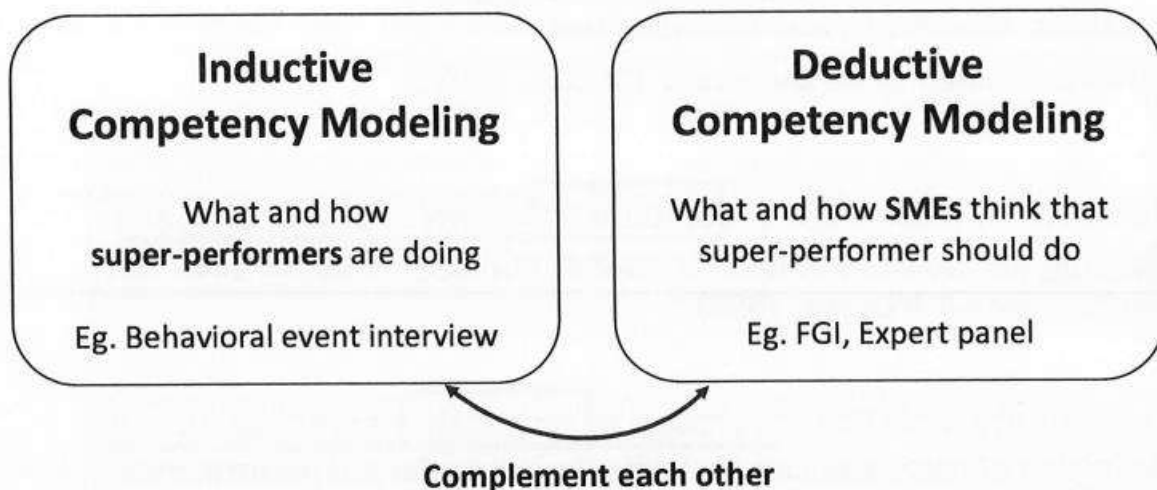 Inductive
Competency Modeling
What and how
super-performers are doing
Eg. Behavioral event interview
Deductive
Competency Modeling
What and how SMEs think that
super-performer should do
Eg. FGI, Expert panel
Complement each other